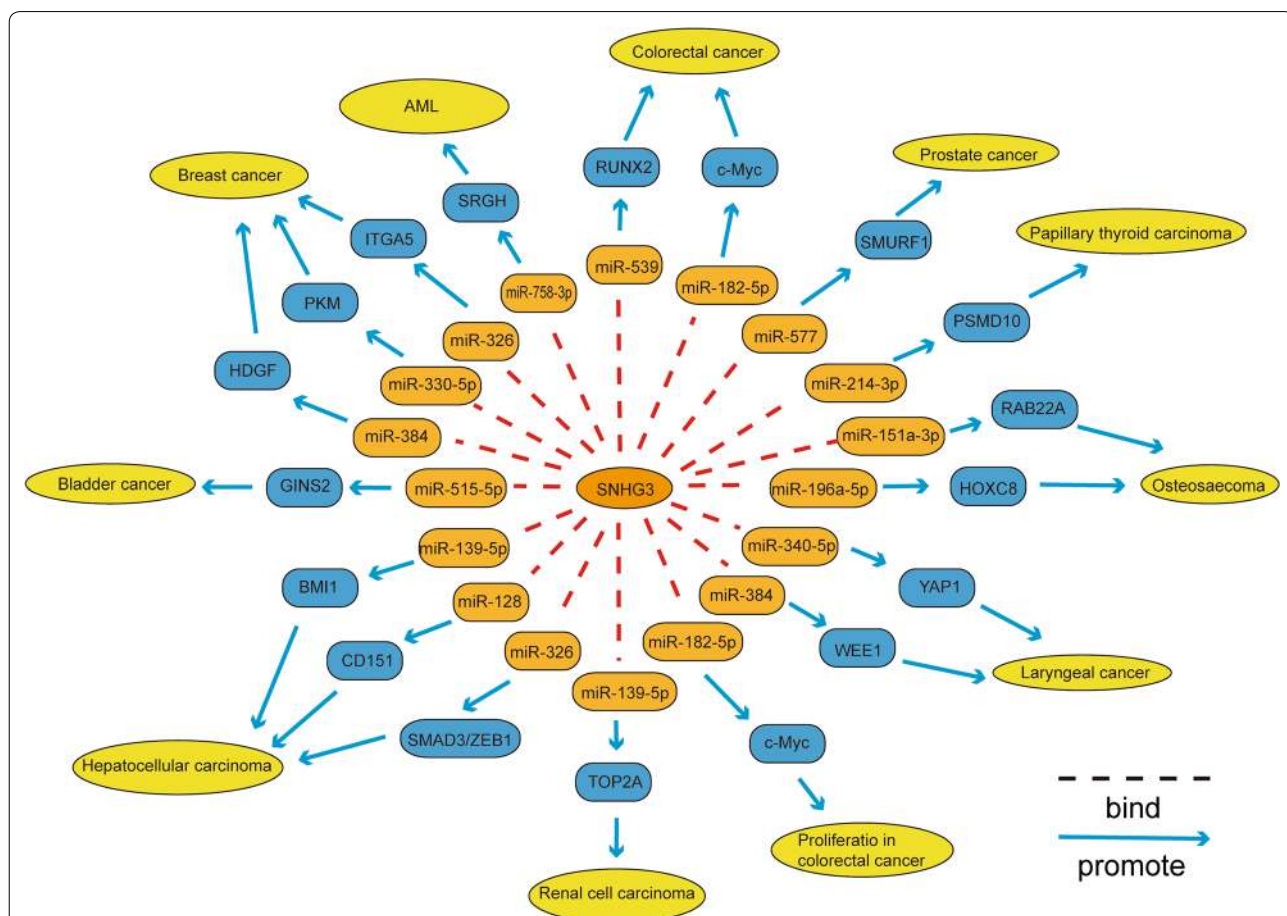 Colorectal cancer
AML
RUNX2
c-Myc
Prostate cancer
Breast cancer
SRGH
ITGA5
SMURF1
Papillary thyroid carcinoma
miR-539
miR-182-5p
miR-758-3p
PKM
miR-326
miR-577
PSMD10
HDGF
miR-330-5p
miR-214-3p
RAB22A
miR-384
miR-151a-3p
Bladder cancer
GINS2
miR-515-5p
SNHG3
miR-196a-5p
HOXC8
Osteosaecoma
miR-139-5p
miR-340-5p
BMI1
miR-128
miR-384
YAP1
CD151
miR-326
miR-182-5p
WEE1
Laryngeal cancer
miR-139-5p
SMAD3/ZEB1
c-Myc
Hepatocellular carcinoma
TOP2A
bind
Proliferatio in
colorectal cancer
promote
Renal cell carcinoma